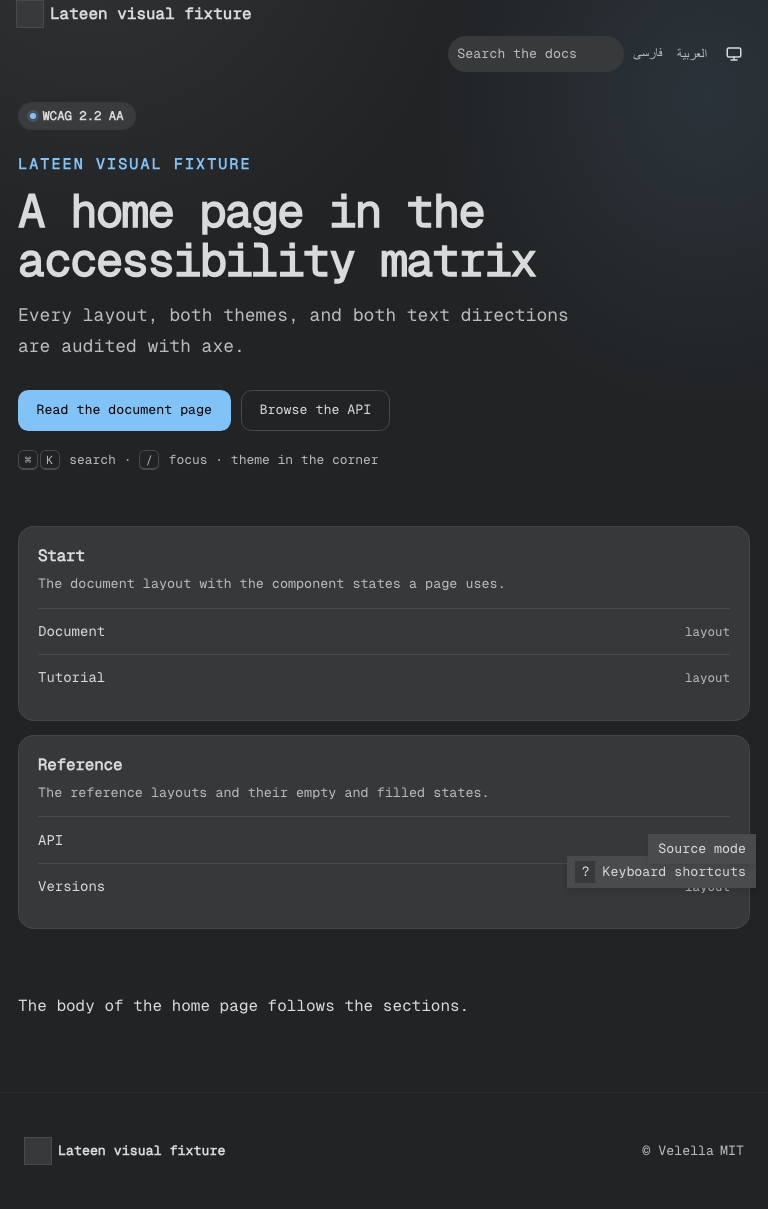 Lateen visual fixture
Search the docs
فارسی
العربية
WCAG 2.2 AA
LATEEN VISUAL FIXTURE
A home page in the
accessibility matrix
Every layout, both themes, and both text directions
are audited with axe.
Read the document page
Browse the API
⌘ K search · / focus · theme in the corner
Start
The document layout with the component states a page uses.
Document layout
Tutorial layout
Reference
The reference layouts and their empty and filled states.
API
Source mode
? Keyboard shortcuts
Versions layout
The body of the home page follows the sections.
Lateen visual fixture
© Velella MIT